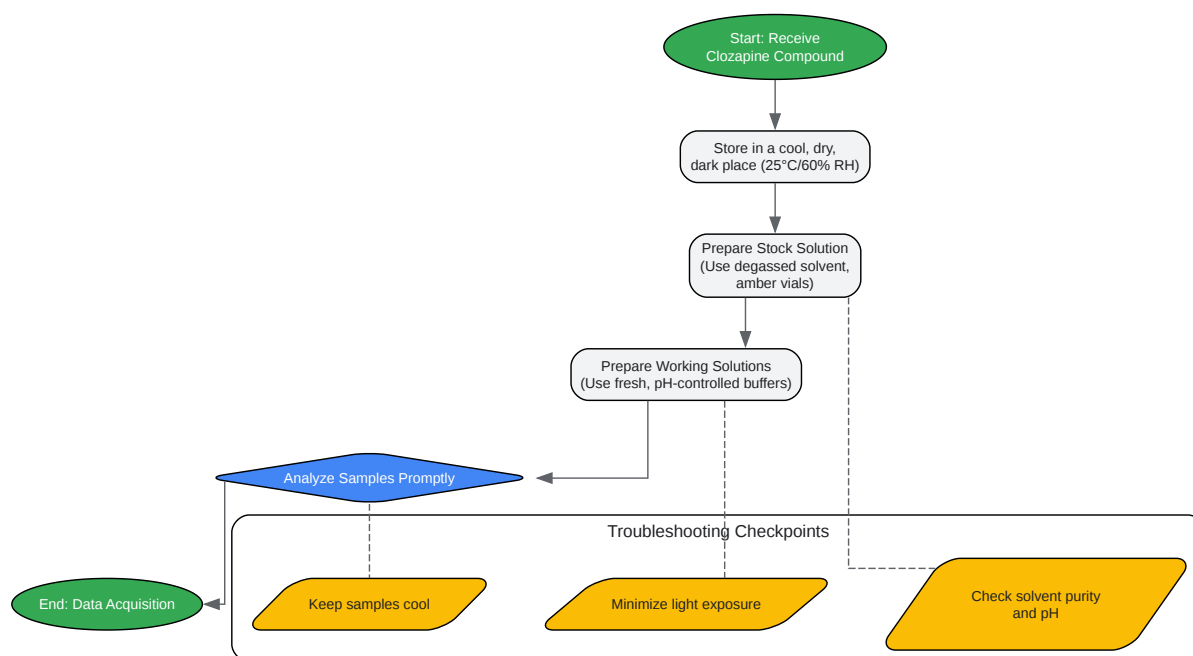 Start: Receive
Clozapine Compound
Store in a cool, dry,
dark place (25°C/60% RH)
Prepare Stock Solution
(Use degassed solvent,
amber vials)
Prepare Working Solutions
(Use fresh, pH-controlled buffers)
Analyze Samples Promptly
Troubleshooting Checkpoints
End: Data Acquisition
Keep samples cool
Minimize light exposure
Check solvent purity
and pH